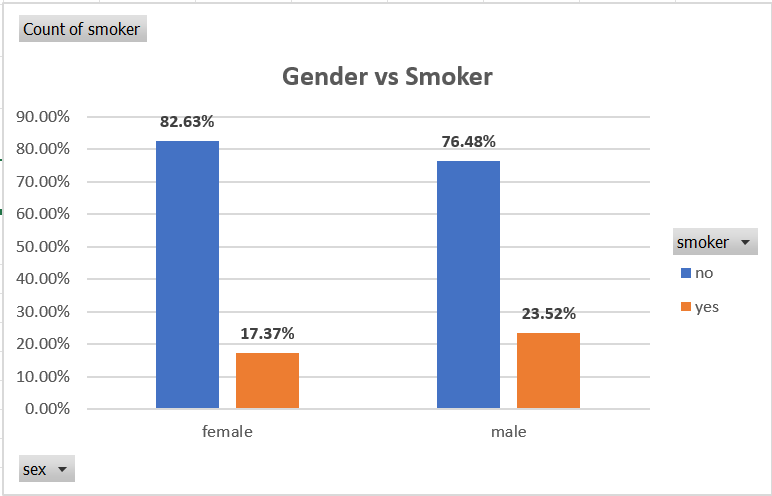 Count of smoker
Gender vs Smoker
90.00%
80.00%
70.00%
60.00%
50.00%
40.00%
30.00%
20.00%
10.00%
0.00%
82.63%
17.37%
76.48%
23.52%
female
male
smoker
no
yes
sex